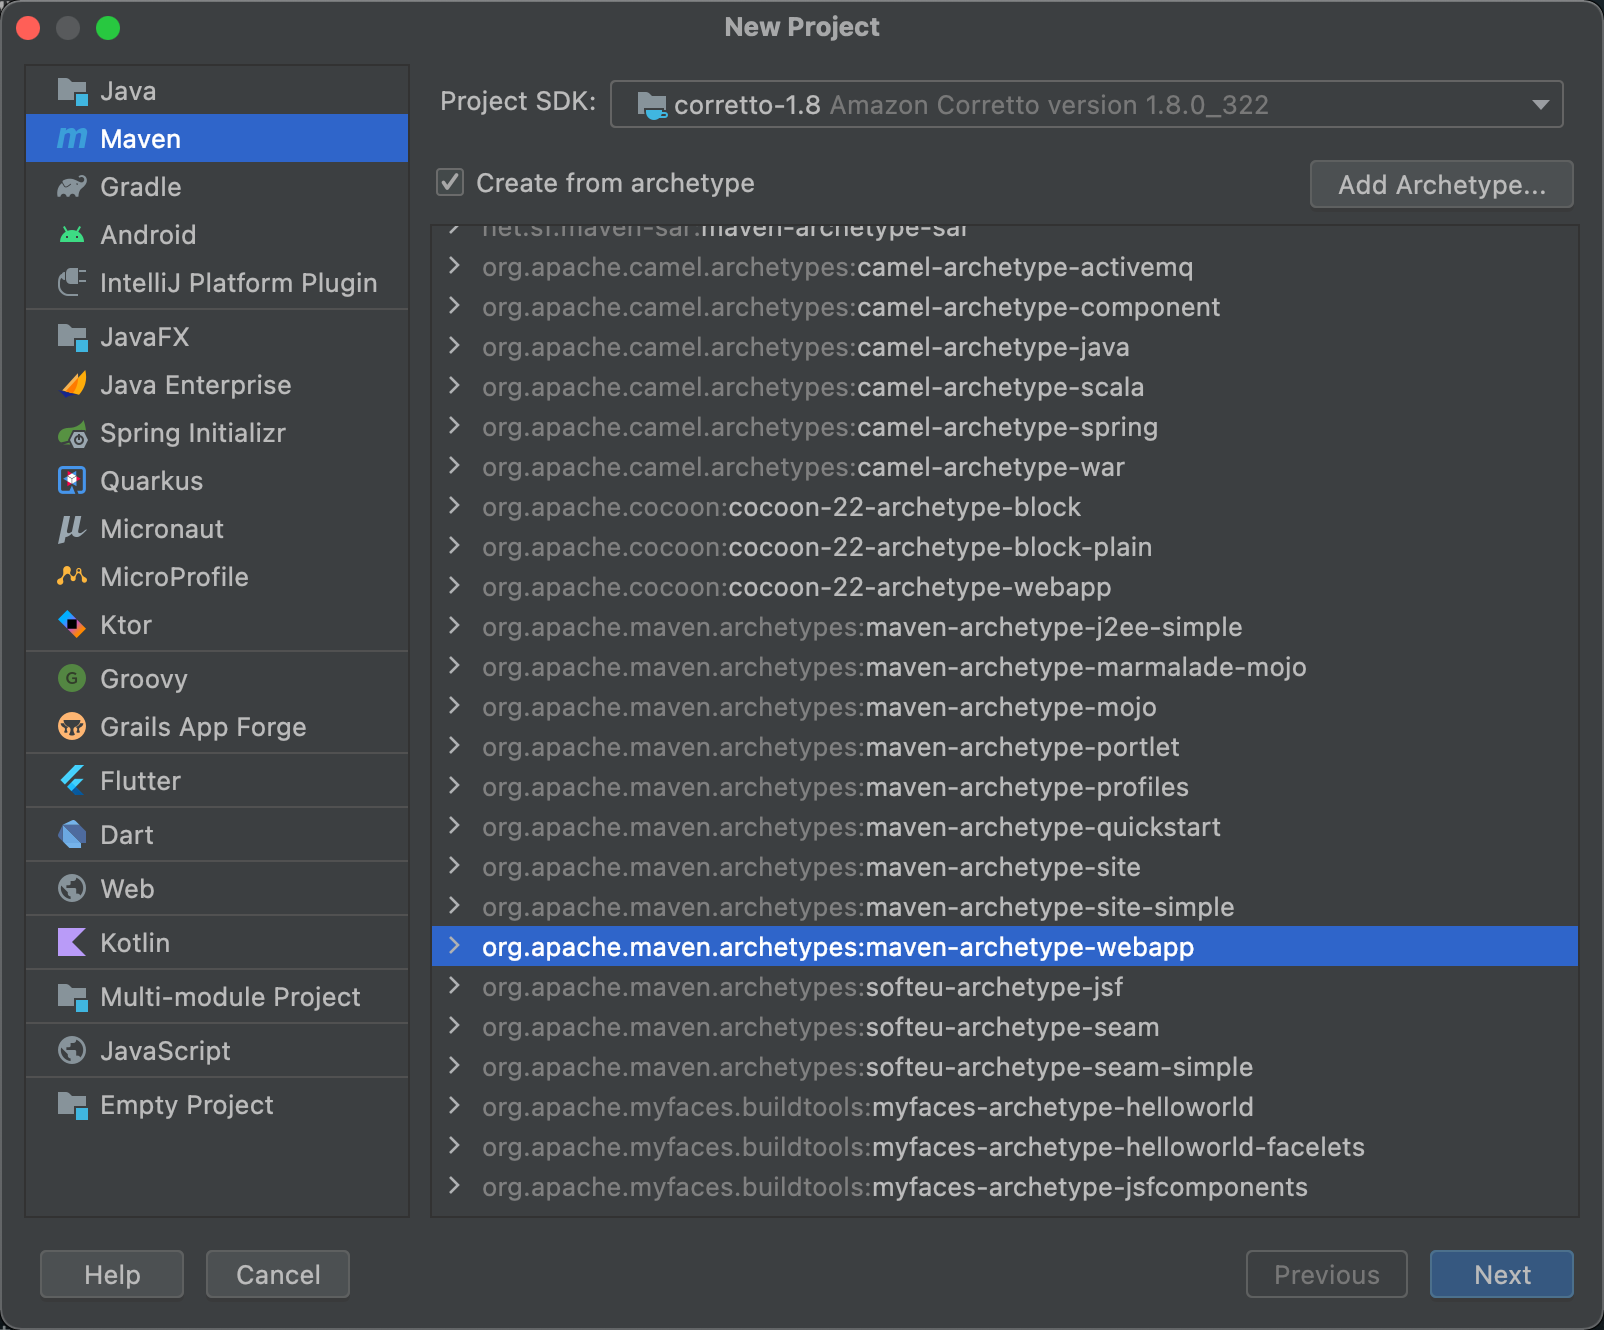 New Project
Java
Maven
Gradle
Android
IntelliJ Platform Plugin
JavaFX
Java Enterprise
Spring Initializr
Quarkus
Micronaut
MicroProfile
Ktor
Groovy
Grails App Forge
Flutter
Dart
Web
Kotlin
Multi-module Project
JavaScript
Empty Project
Project SDK: corretto-1.8 Amazon Corretto version 1.8.0_322
Create from archetype
Add Archetype...
net.sf.maven-sar:maven-archetype-sar
org.apache.camel.archetypes:camel-archetype-activemq
org.apache.camel.archetypes:camel-archetype-component
org.apache.camel.archetypes:camel-archetype-java
org.apache.camel.archetypes:camel-archetype-scala
org.apache.camel.archetypes:camel-archetype-spring
org.apache.camel.archetypes:camel-archetype-war
org.apache.cocoon:cocoon-22-archetype-block
org.apache.cocoon:cocoon-22-archetype-block-plain
org.apache.cocoon:cocoon-22-archetype-webapp
org.apache.maven.archetypes:maven-archetype-j2ee-simple
org.apache.maven.archetypes:maven-archetype-marmalade-mojo
org.apache.maven.archetypes:maven-archetype-mojo
org.apache.maven.archetypes:maven-archetype-portlet
org.apache.maven.archetypes:maven-archetype-profiles
org.apache.maven.archetypes:maven-archetype-quickstart
org.apache.maven.archetypes:maven-archetype-site
org.apache.maven.archetypes:maven-archetype-site-simple
org.apache.maven.archetypes:maven-archetype-webapp
org.apache.maven.archetypes:softeu-archetype-jsf
org.apache.maven.archetypes:softeu-archetype-seam
org.apache.maven.archetypes:softeu-archetype-seam-simple
org.apache.myfaces.buildtools:myfaces-archetype-helloworld
org.apache.myfaces.buildtools:myfaces-archetype-helloworld-facelets
org.apache.myfaces.buildtools:myfaces-archetype-jsfcomponents
Help
Cancel
Previous
Next